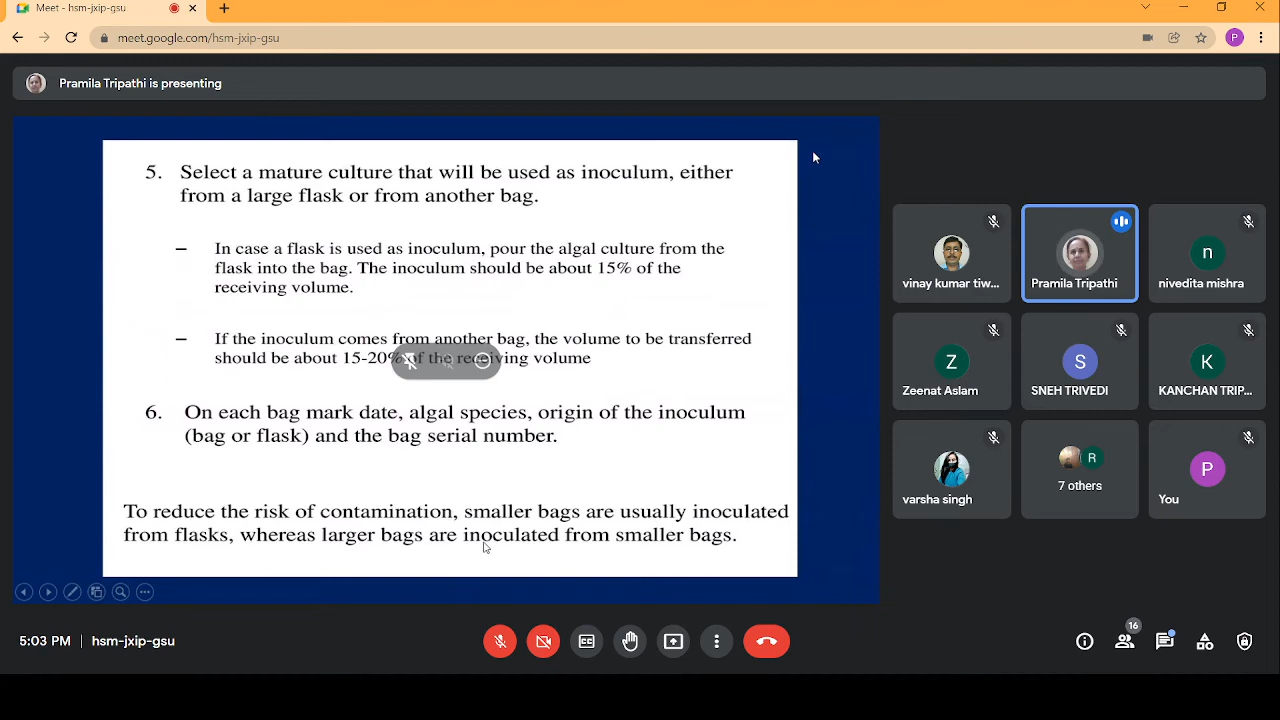 Meet - hsm-jxip-gsu
meet.google.com/hsm-jxip-gsu
P
Pramila Tripathi is presenting
5. Select a mature culture that will be used as inoculum, either
from a large flask or from another bag.
– In case a flask is used as inoculum, pour the algal culture from the
flask into the bag. The inoculum should be about 15% of the
receiving volume.
– If the inoculum comes from another bag, the volume to be transferred
should be about 15-20% of the receiving volume
6. On each bag mark date, algal species, origin of the inoculum
(bag or flask) and the bag serial number.
To reduce the risk of contamination, smaller bags are usually inoculated
from flasks, whereas larger bags are inoculated from smaller bags.
vinay kumar tiw...
Pramila Tripathi
n
nivedita mishra
Z
Zeenat Aslam
S
SNEH TRIVEDI
K
KANCHAN TRIP...
varsha singh
R
7 others
P
You
5:03 PM | hsm-jxip-gsu
16